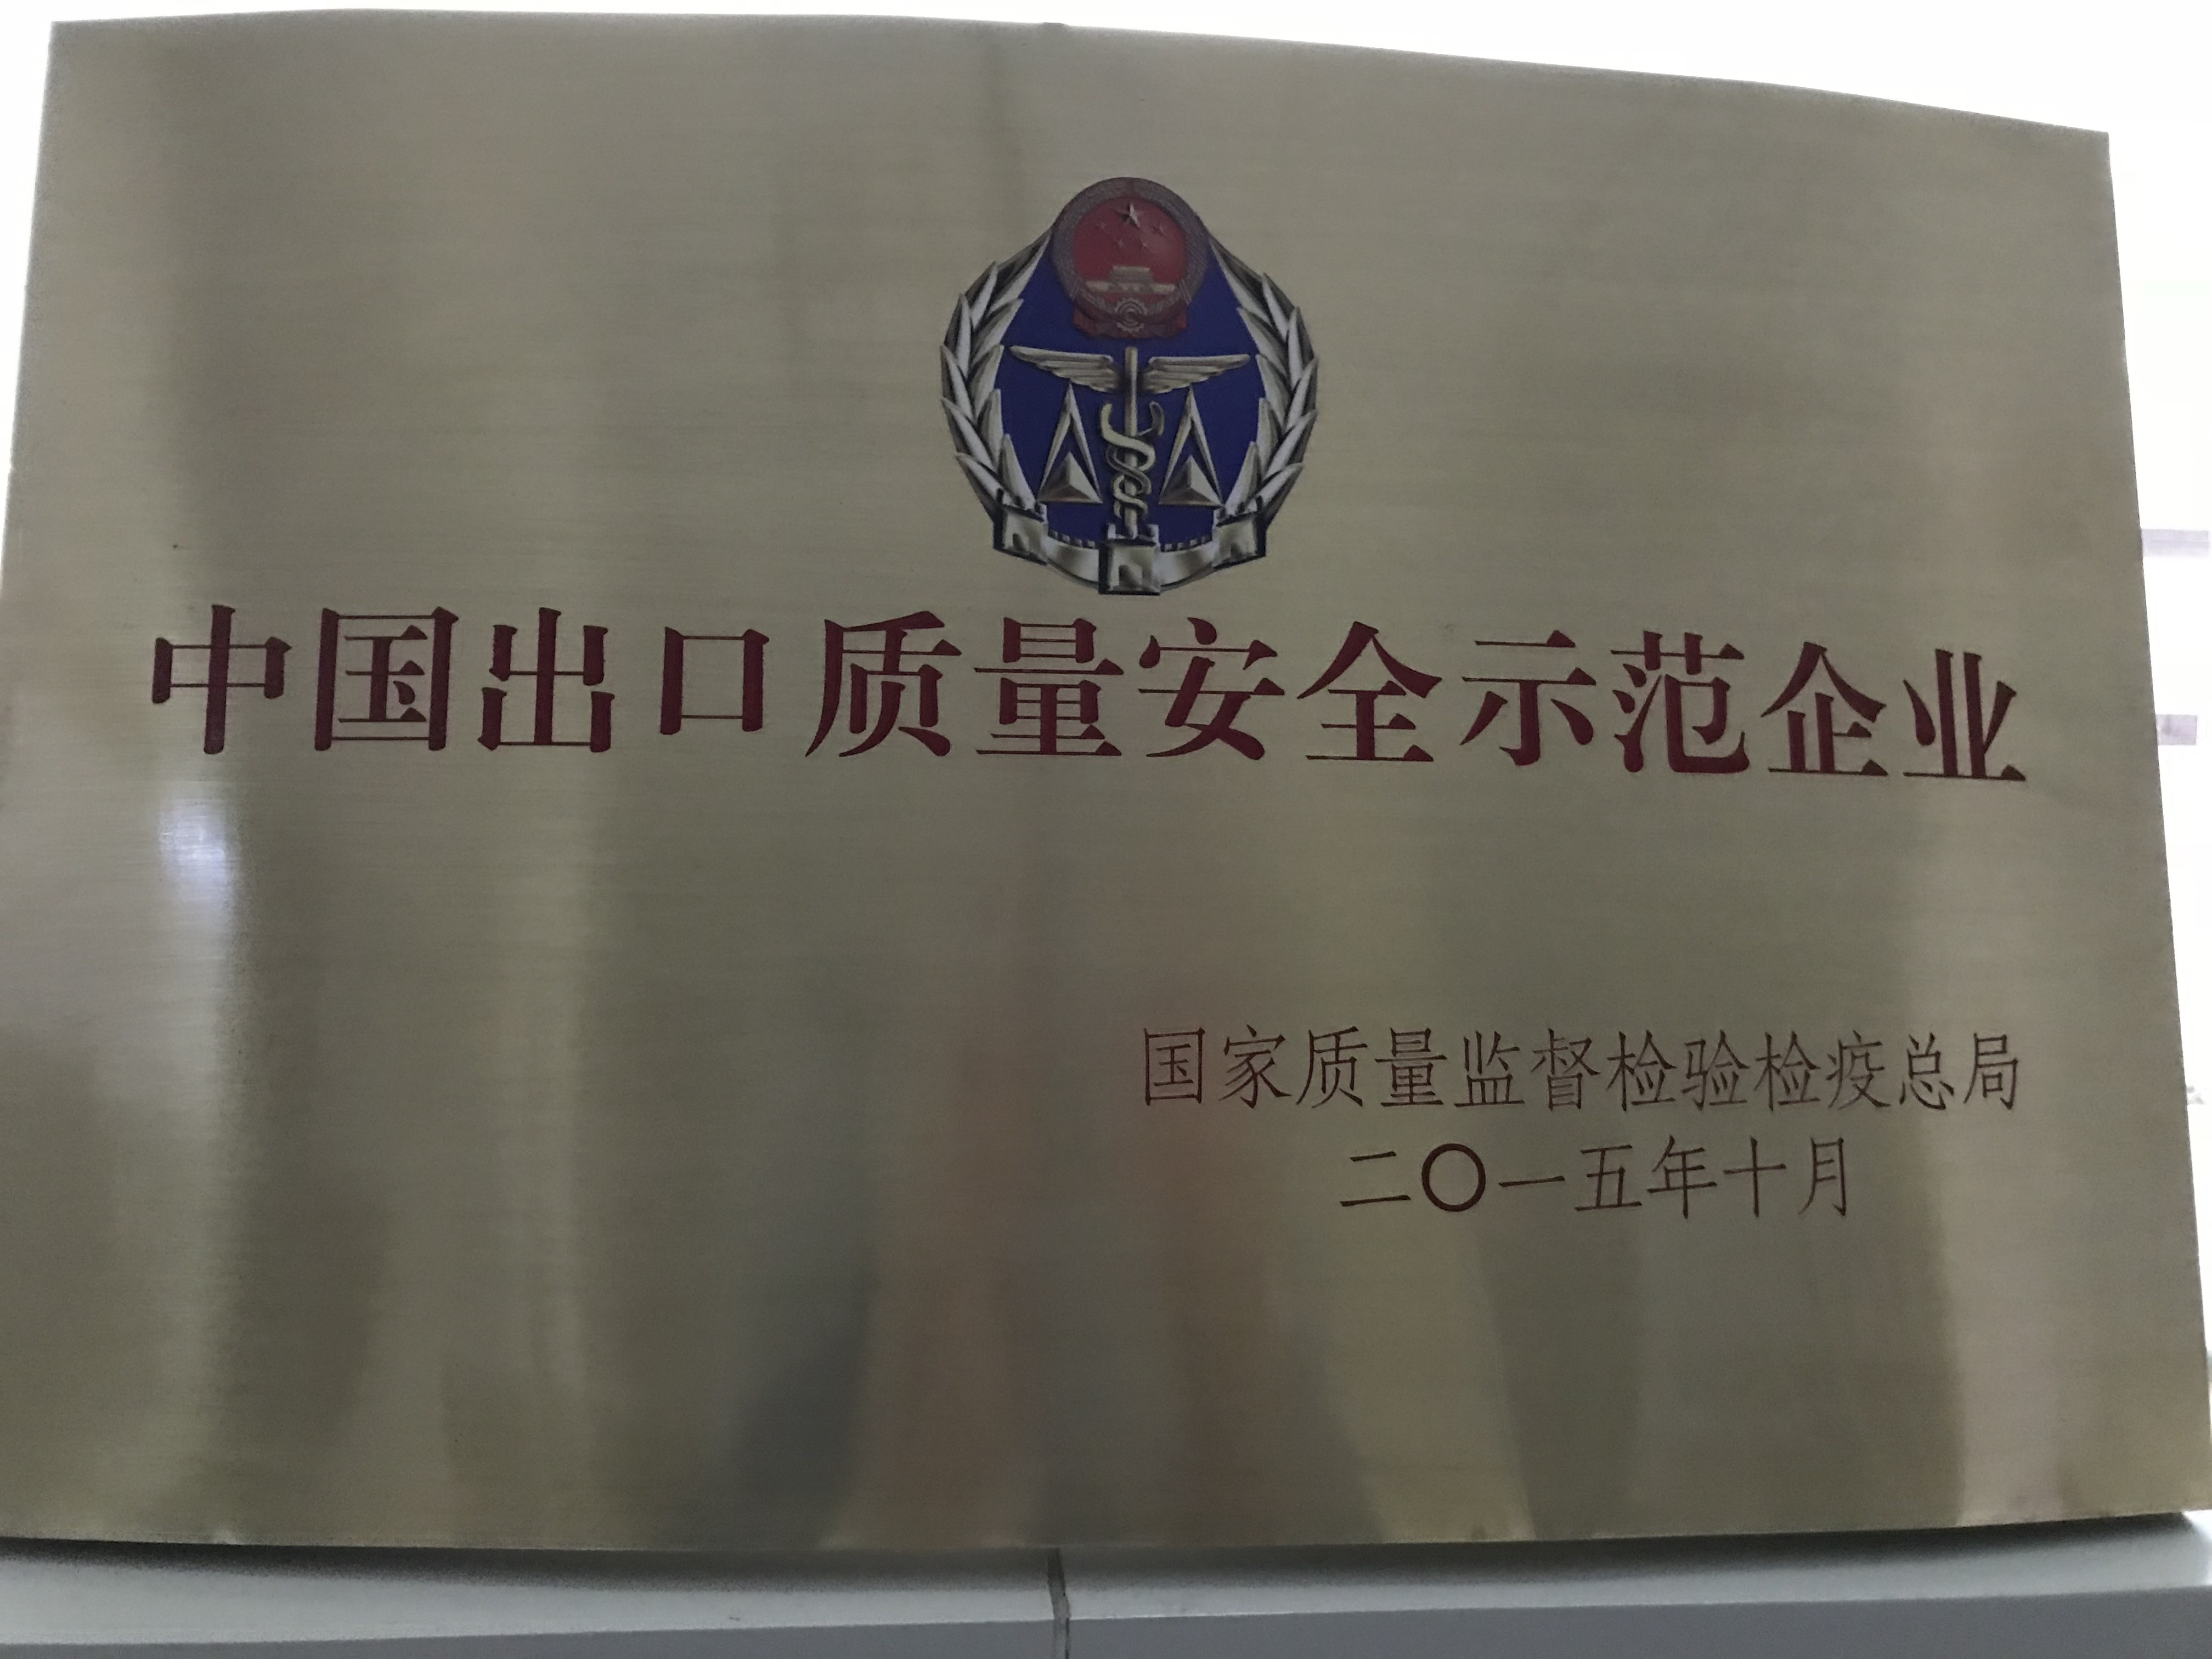 中国出口质量安全示范企业
国家质量监督检验检疫总局
二〇一五年十月